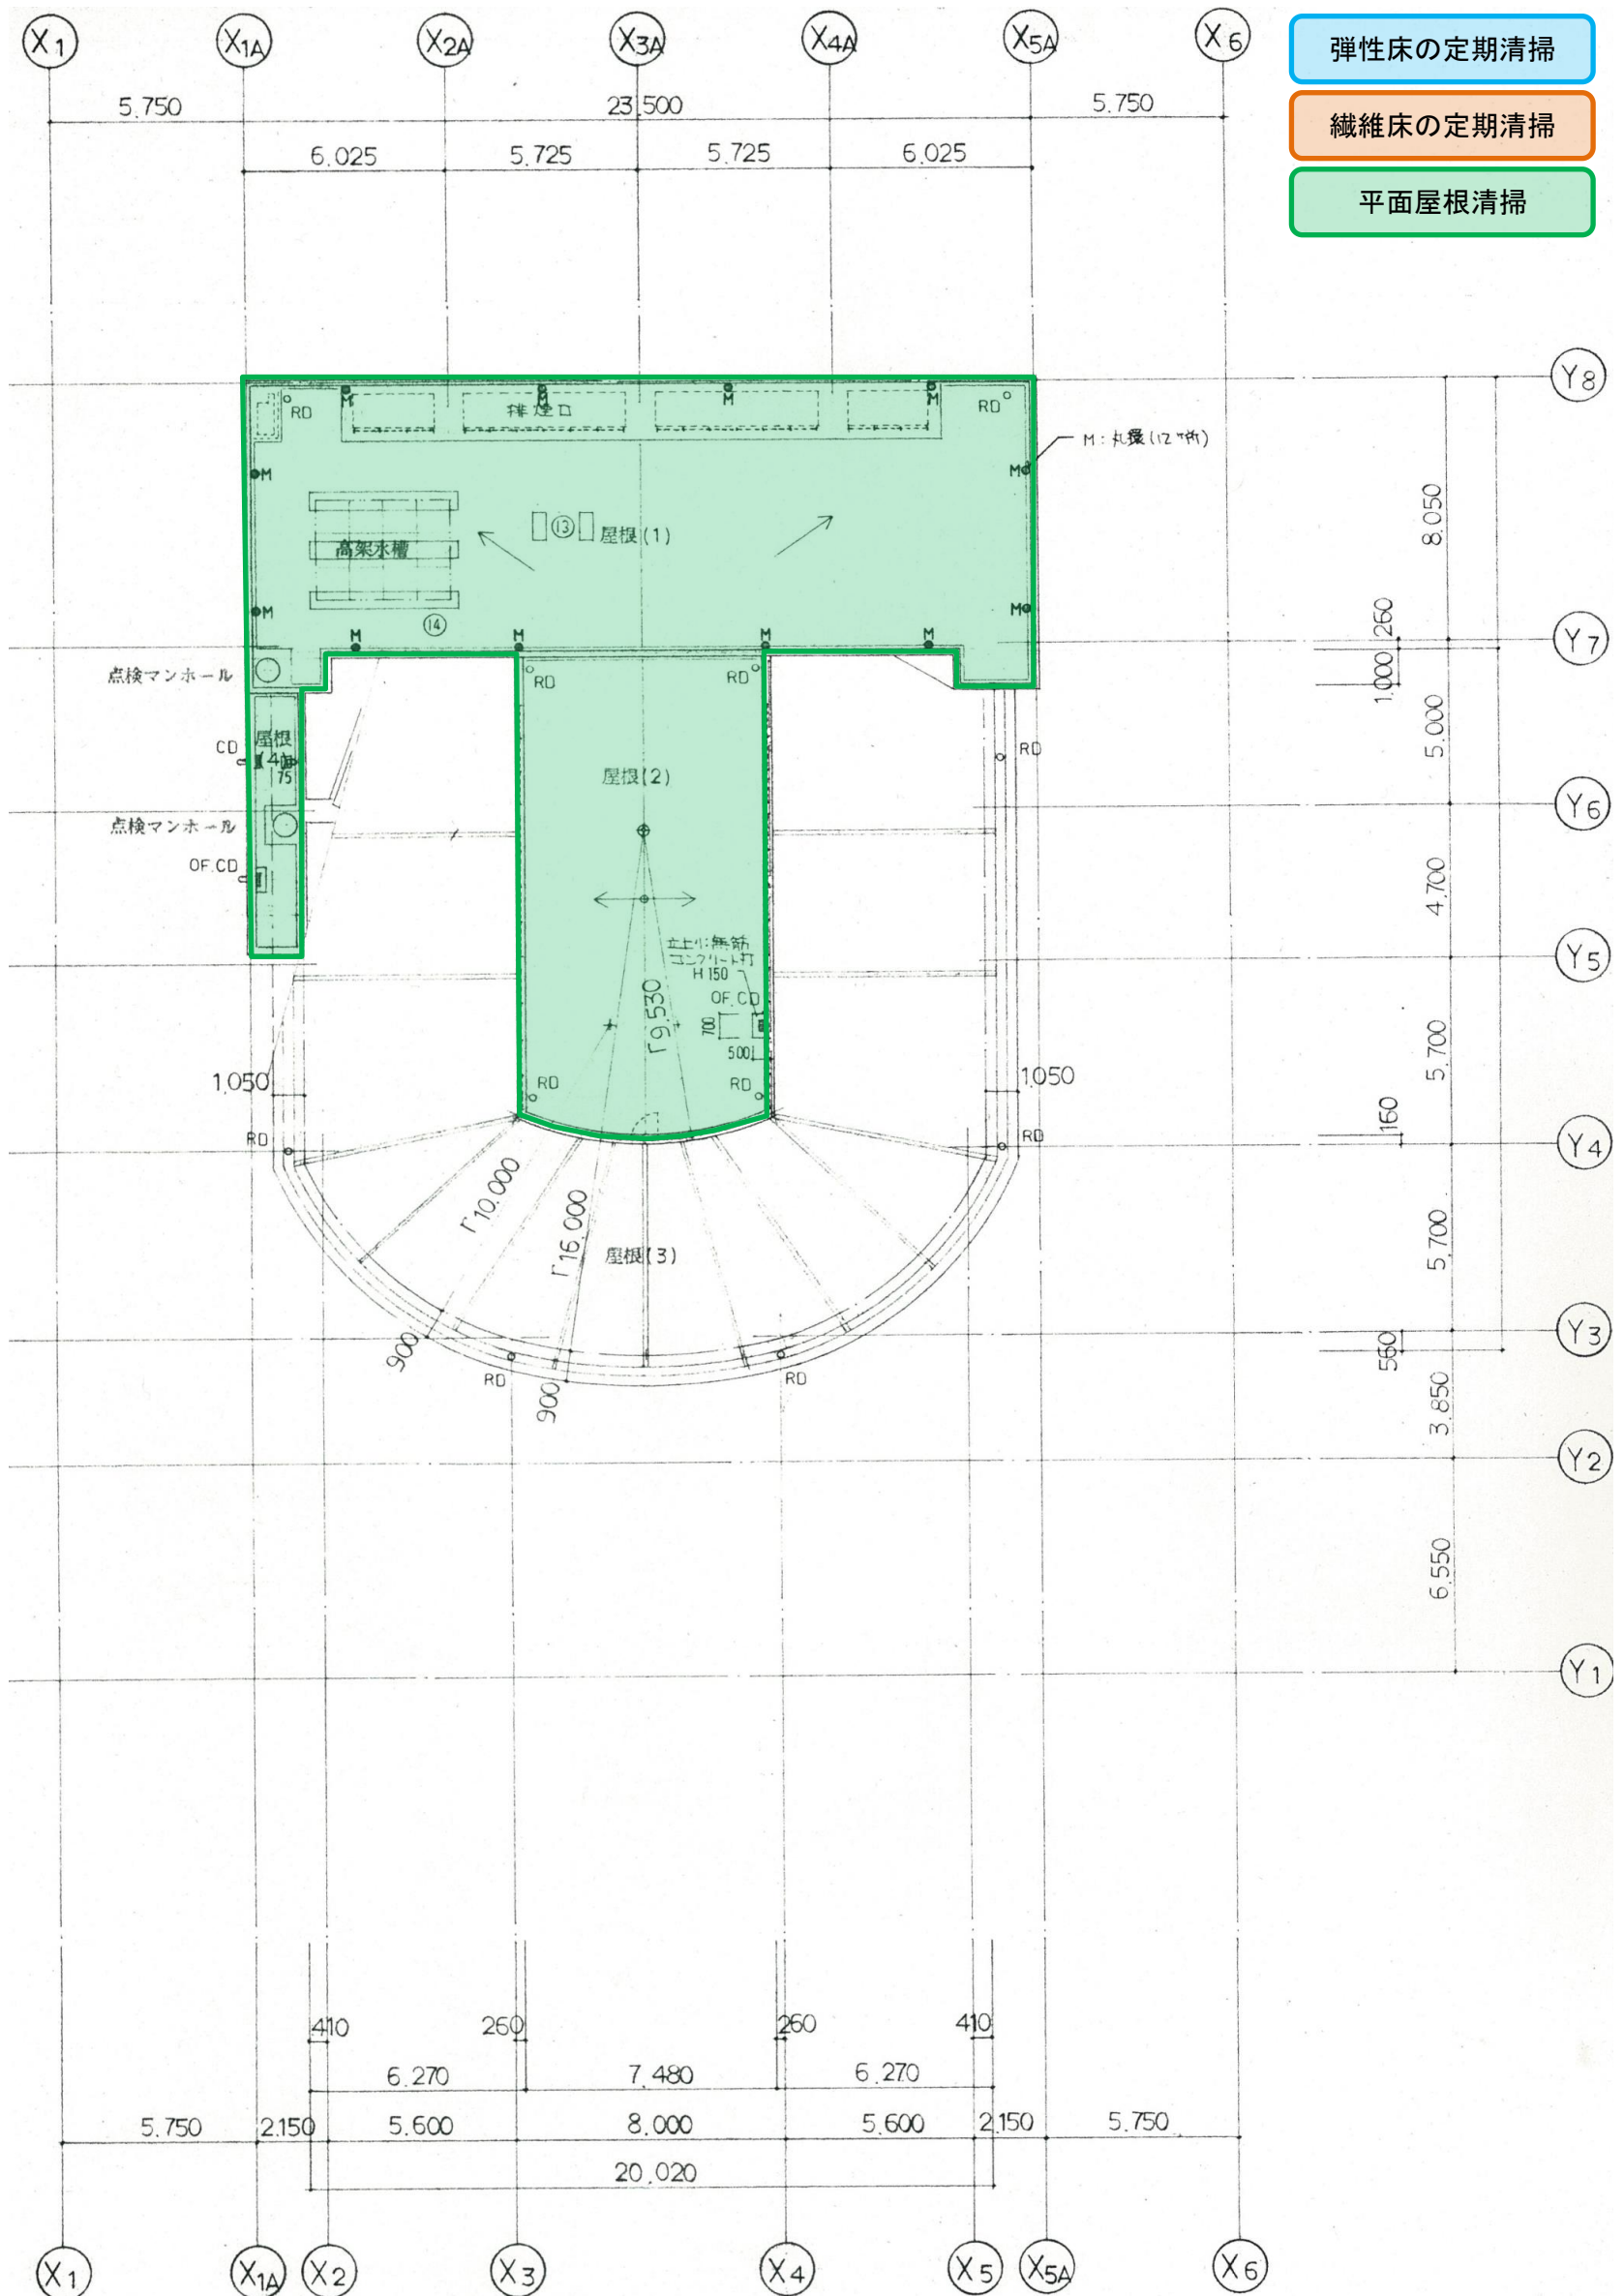 X1 X1A X2A X3A X4A X5A X6
弾性床の定期清掃
繊維床の定期清掃
平面屋根清掃
5.750 23.500 5.750
6.025 5.725 5.725 6.025
Y8
RD M M M M RD
排煙口
M:丸環(12ヶ所)
M M
8.050
⑬ 屋根(1)
高架水槽
M M
⑭
M M M M
260
Y7
点検マンホール
RD RD
1.000
5.000
CD
屋根
(4)
75
RD
屋根(2)
Y6
点検マンホール
OF.CD
4.700
立上り:無筋
コンクリート打
H150
Y5
OF.CD
r9.530
700
500
5.700
1.050
RD RD
1.050
160
RD
RD
Y4
r10.000
r16.000
屋根(3)
5.700
900
560
Y3
RD
900
RD
3.850
Y2
6.550
Y1
410 260 260 410
6.270 7.480 6.270
5.750 2.150 5.600 8.000 5.600 2.150 5.750
20.020
X1 X1A X2 X3 X4 X5 X5A X6